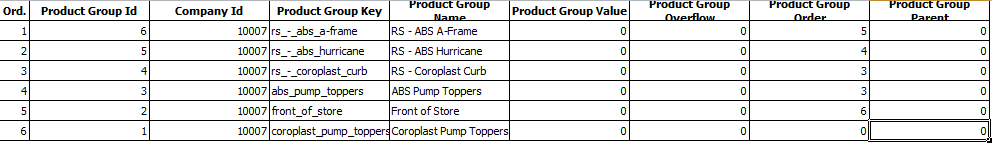 Ord. Product Group Id Company Id Product Group Key Product Group Name Product Group Value Product Group Overflow Product Group Order Product Group Parent
1 6 10007 rs_-_abs_a-frame RS - ABS A-Frame 0 0 5 0
2 5 10007 rs_-_abs_hurricane RS - ABS Hurricane 0 0 4 0
3 4 10007 rs_-_coroplast_curb RS - Coroplast Curb 0 0 3 0
4 3 10007 abs_pump_toppers ABS Pump Toppers 0 0 3 0
5 2 10007 front_of_store Front of Store 0 0 6 0
6 1 10007 coroplast_pump_toppers Coroplast Pump Toppers 0 0 0 0